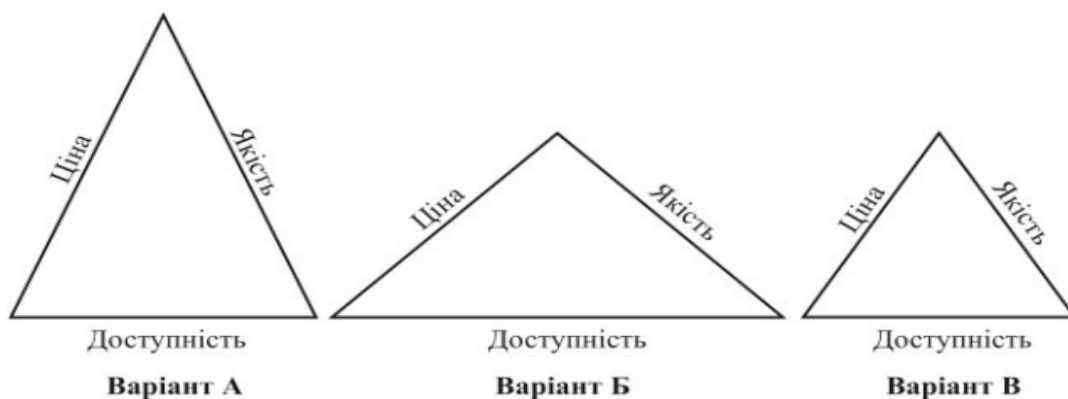 Ціна
Якість
Доступність
Варіант А
Ціна
Якість
Доступність
Варіант Б
Ціна
Якість
Доступність
Варіант В